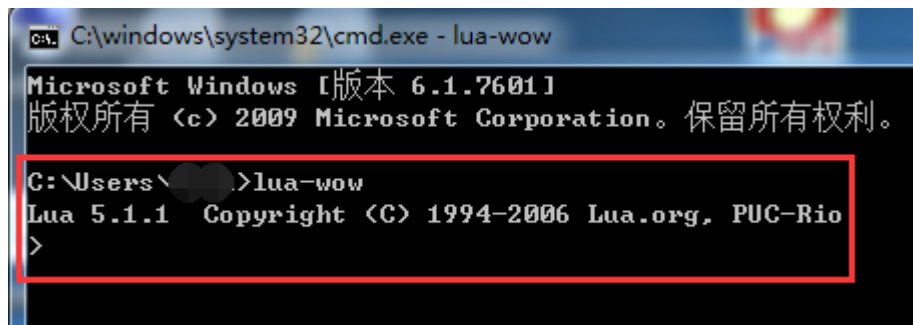 C:\windows\system32\cmd.exe - lua-wow
Microsoft Windows [版本 6.1.7601]
版权所有 (c) 2009 Microsoft Corporation。保留所有权利。
C:\Users\ >lua-wow
Lua 5.1.1  Copyright (C) 1994-2006 Lua.org, PUC-Rio
>